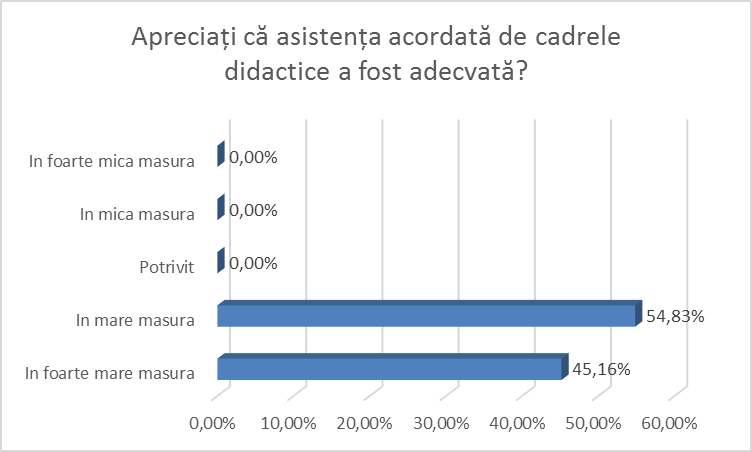 Apreciați că asistența acordată de cadrele
didactice a fost adecvată?
In foarte mica masura 0,00%
In mica masura 0,00%
Potrivit 0,00%
In mare masura 54,83%
In foarte mare masura 45,16%
0,00% 10,00% 20,00% 30,00% 40,00% 50,00% 60,00%